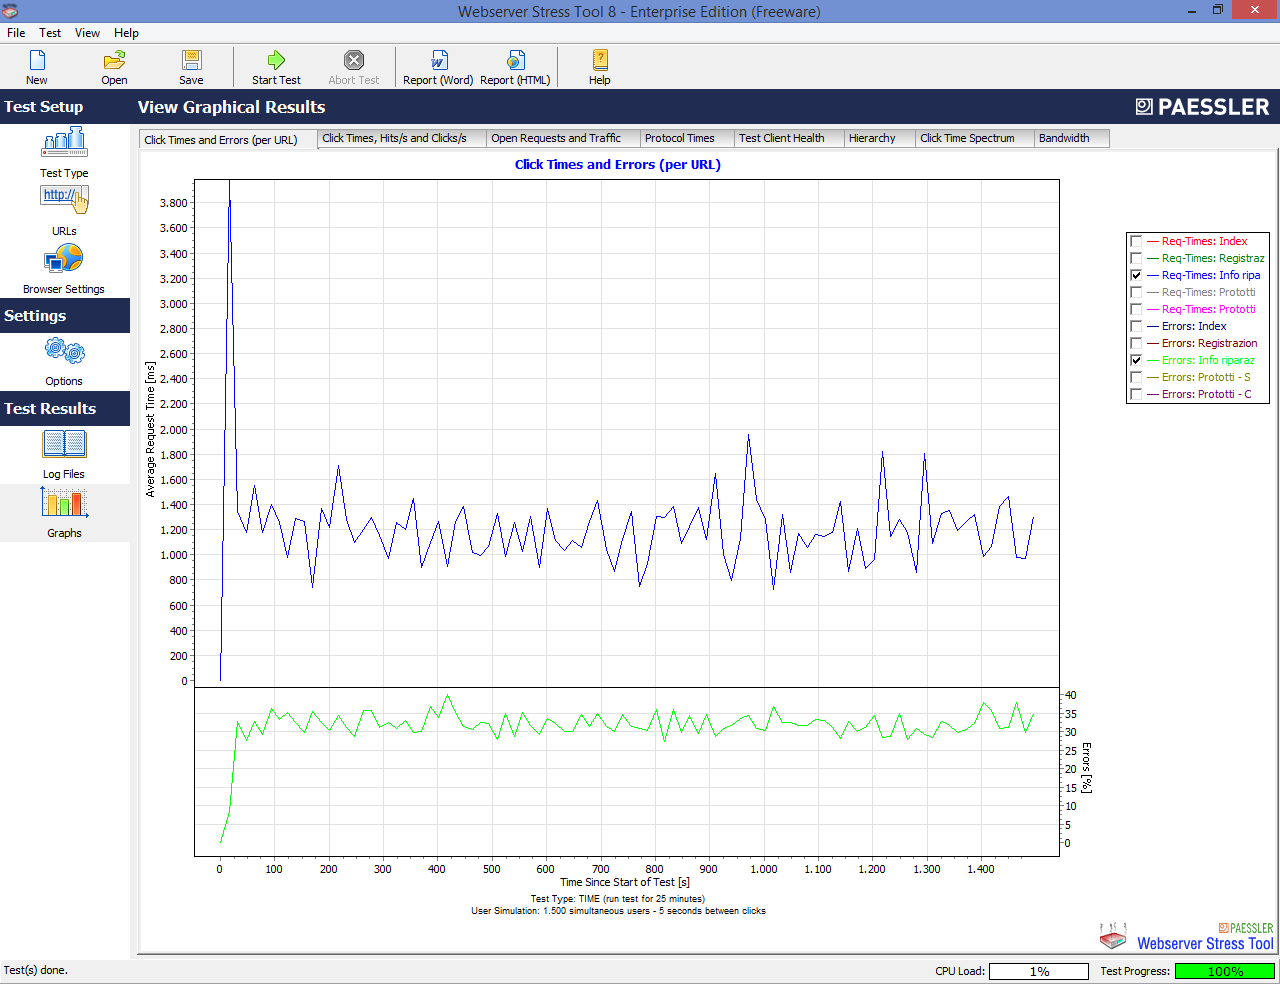 Webserver Stress Tool 8 - Enterprise Edition (Freeware)
File Test View Help
New Open Save Start Test Abort Test Report (Word) Report (HTML) Help
Test Setup
View Graphical Results
PAESSLER
Click Times and Errors (per URL) Click Times, Hits/s and Clicks/s Open Requests and Traffic Protocol Times Test Client Health Hierarchy Click Time Spectrum Bandwidth
Test Type
http://
URLs
Browser Settings
Settings
Options
Test Results
Log Files
Graphs
Click Times and Errors (per URL)
3.800
3.600
3.400
3.200
3.000
2.800
2.600
2.400
2.200
2.000
1.800
1.600
1.400
1.200
1.000
800
600
400
200
0
Average Request Time [ms]
40
35
30
25
20
15
10
5
0
Errors [%]
0 100 200 300 400 500 600 700 800 900 1.000 1.100 1.200 1.300 1.400
Time Since Start of Test [s]
Test Type: TIME (run test for 25 minutes)
User Simulation: 1.500 simultaneous users - 5 seconds between clicks
Req-Times: Index
Req-Times: Registraz
Req-Times: Info ripa
Req-Times: Prototti
Req-Times: Prototti
Errors: Index
Errors: Registrazion
Errors: Info riparaz
Errors: Prototti - S
Errors: Prototti - C
PAESSLER
Webserver Stress Tool
Test(s) done.
CPU Load: 1% Test Progress: 100%